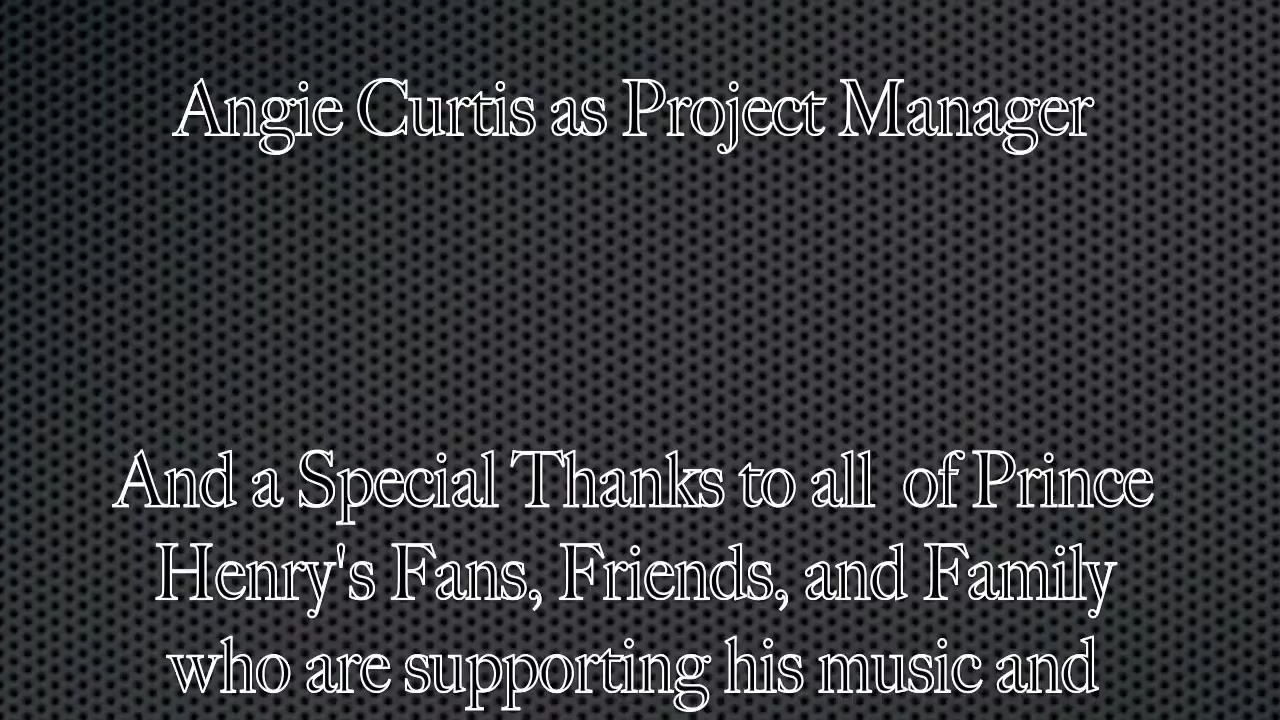 Angie Curtis as Project Manager
And a Special Thanks to all  of Prince
Henry's Fans, Friends, and Family
who are supporting his music and